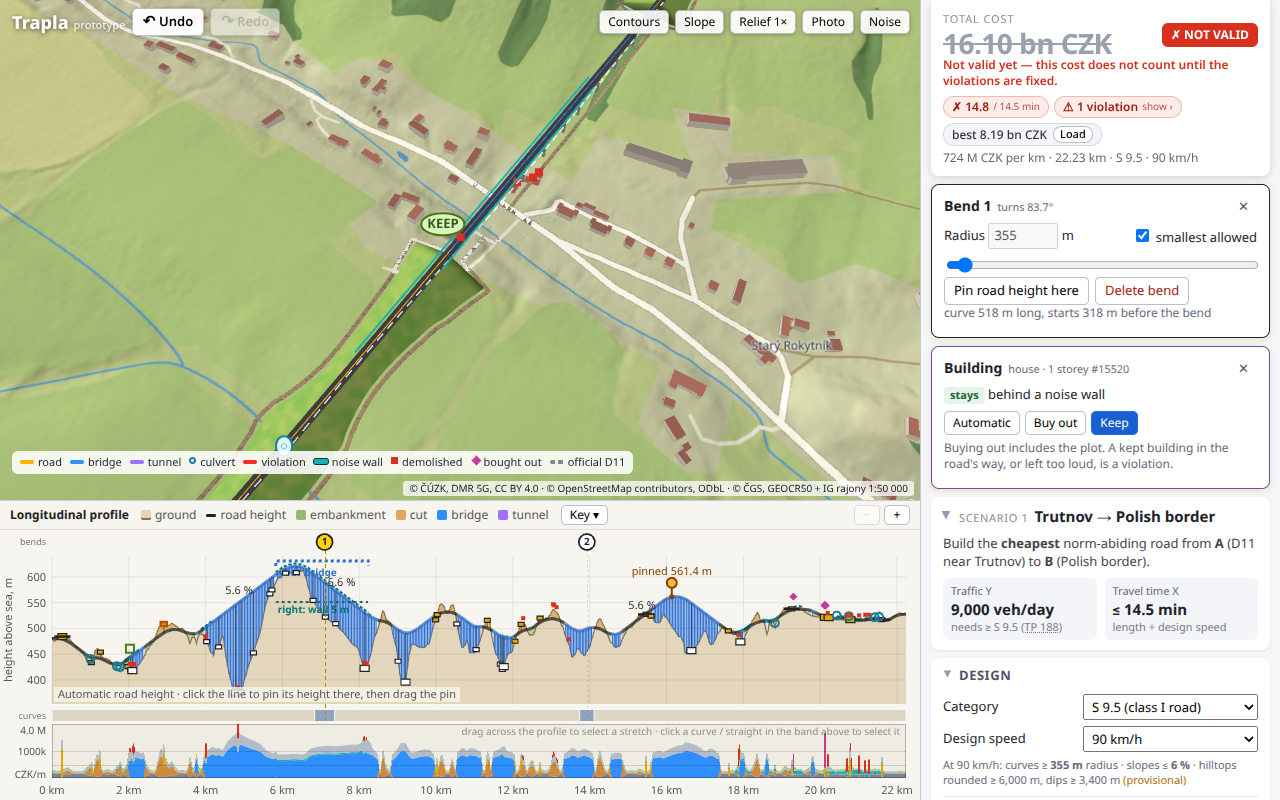 Trapla prototype
↶ Undo
↷ Redo
Contours
Slope
Relief 1×
Photo
Noise
KEEP
Starý Rokytník
road
bridge
tunnel
culvert
violation
noise wall
demolished
bought out
official D11
© ČÚZK, DMR 5G, CC BY 4.0 · © OpenStreetMap contributors, ODbL · © ČGS, GEOCR50 + IG rajony 1:50 000
Longitudinal profile
ground
road height
embankment
cut
bridge
tunnel
Key ▾
−
+
bends
1
2
height above sea, m
600
550
500
450
400
5.6 %
bridge
5.6 %
right: wall 5 m
5.6 %
pinned 561.4 m
Automatic road height · click the line to pin its height there, then drag the pin
curves
drag across the profile to select a stretch · click a curve / straight in the band above to select it
4.0 M
1000k
CZK/m
0 km
2 km
4 km
6 km
8 km
10 km
12 km
14 km
16 km
18 km
20 km
22 km
TOTAL COST
16.10 bn CZK
✗ NOT VALID
Not valid yet — this cost does not count until the
violations are fixed.
✗ 14.8 / 14.5 min
⚠ 1 violation show ›
best 8.19 bn CZK Load
724 M CZK per km · 22.23 km · S 9.5 · 90 km/h
Bend 1 turns 83.7°
×
Radius 355 m
smallest allowed
Pin road height here
Delete bend
curve 518 m long, starts 318 m before the bend
Building house · 1 storey #15520
×
stays behind a noise wall
Automatic
Buy out
Keep
Buying out includes the plot. A kept building in the
road's way, or left too loud, is a violation.
SCENARIO 1 Trutnov → Polish border
Build the cheapest norm-abiding road from A (D11
near Trutnov) to B (Polish border).
Traffic Y
9,000 veh/day
needs ≥ S 9.5 (TP 188)
Travel time X
≤ 14.5 min
length ÷ design speed
DESIGN
Category
S 9.5 (class I road)
Design speed
90 km/h
At 90 km/h: curves ≥ 355 m radius · slopes ≤ 6 % · hilltops
rounded ≥ 6,000 m, dips ≥ 3,400 m (provisional)